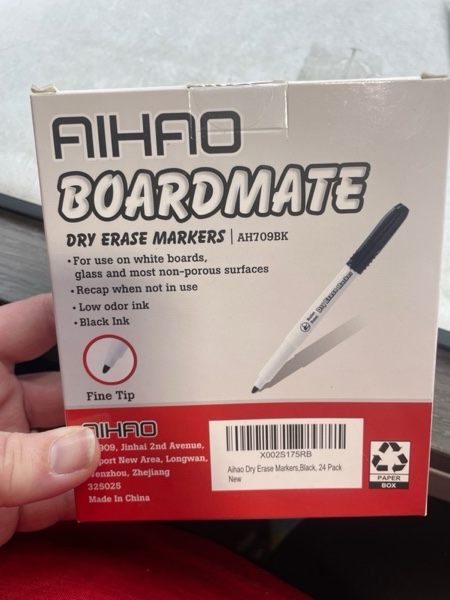 AIHAO
BOARDMATE
DRY ERASE MARKERS | AH709BK
• For use on white boards,
glass and most non-porous surfaces
• Recap when not in use
• Low odor ink
• Black Ink
Fine Tip
AIHAO
909, Jinhai 2nd Avenue,
New Area, Longwan,
Zhejiang
325025
Made In China
X002S175RB
Aihao Dry Erase Markers,Black, 24 Pack
New
PAPER
BOX